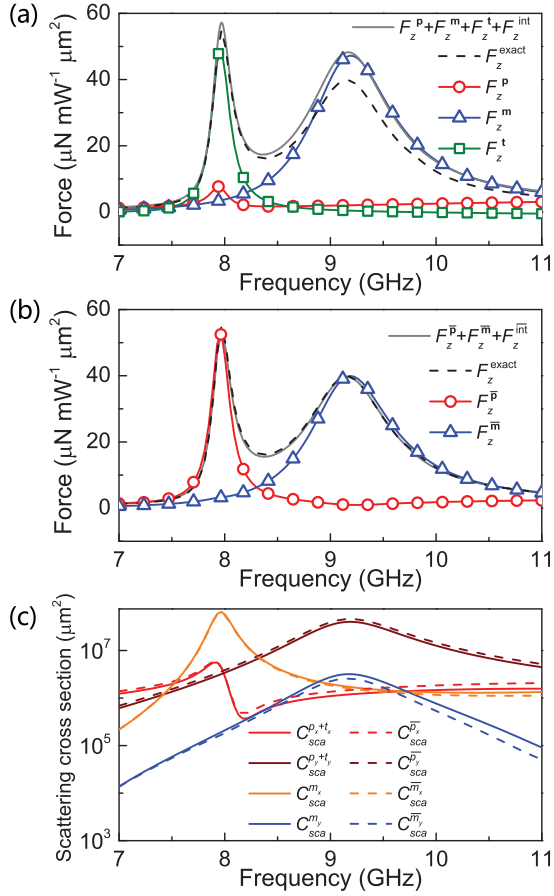 (a)
F_z^p+F_z^m+F_z^t+F_z^int
F_z^exact
F_z^p
F_z^m
F_z^t
60
40
20
0
Force (μN mW⁻¹ μm²)
7 8 9 10 11
Frequency (GHz)
(b)
F_z^p̄+F_z^m̄+F_z^int̄
F_z^exact
F_z^p̄
F_z^m̄
60
40
20
0
Force (μN mW⁻¹ μm²)
7 8 9 10 11
Frequency (GHz)
(c)
10⁷
10⁵
10³
Scattering cross section (μm²)
C_sca^{p_x+t_x} C_sca^{p̄_x}
C_sca^{p_y+t_y} C_sca^{p̄_y}
C_sca^{m_x} C_sca^{m̄_x}
C_sca^{m_y} C_sca^{m̄_y}
7 8 9 10 11
Frequency (GHz)